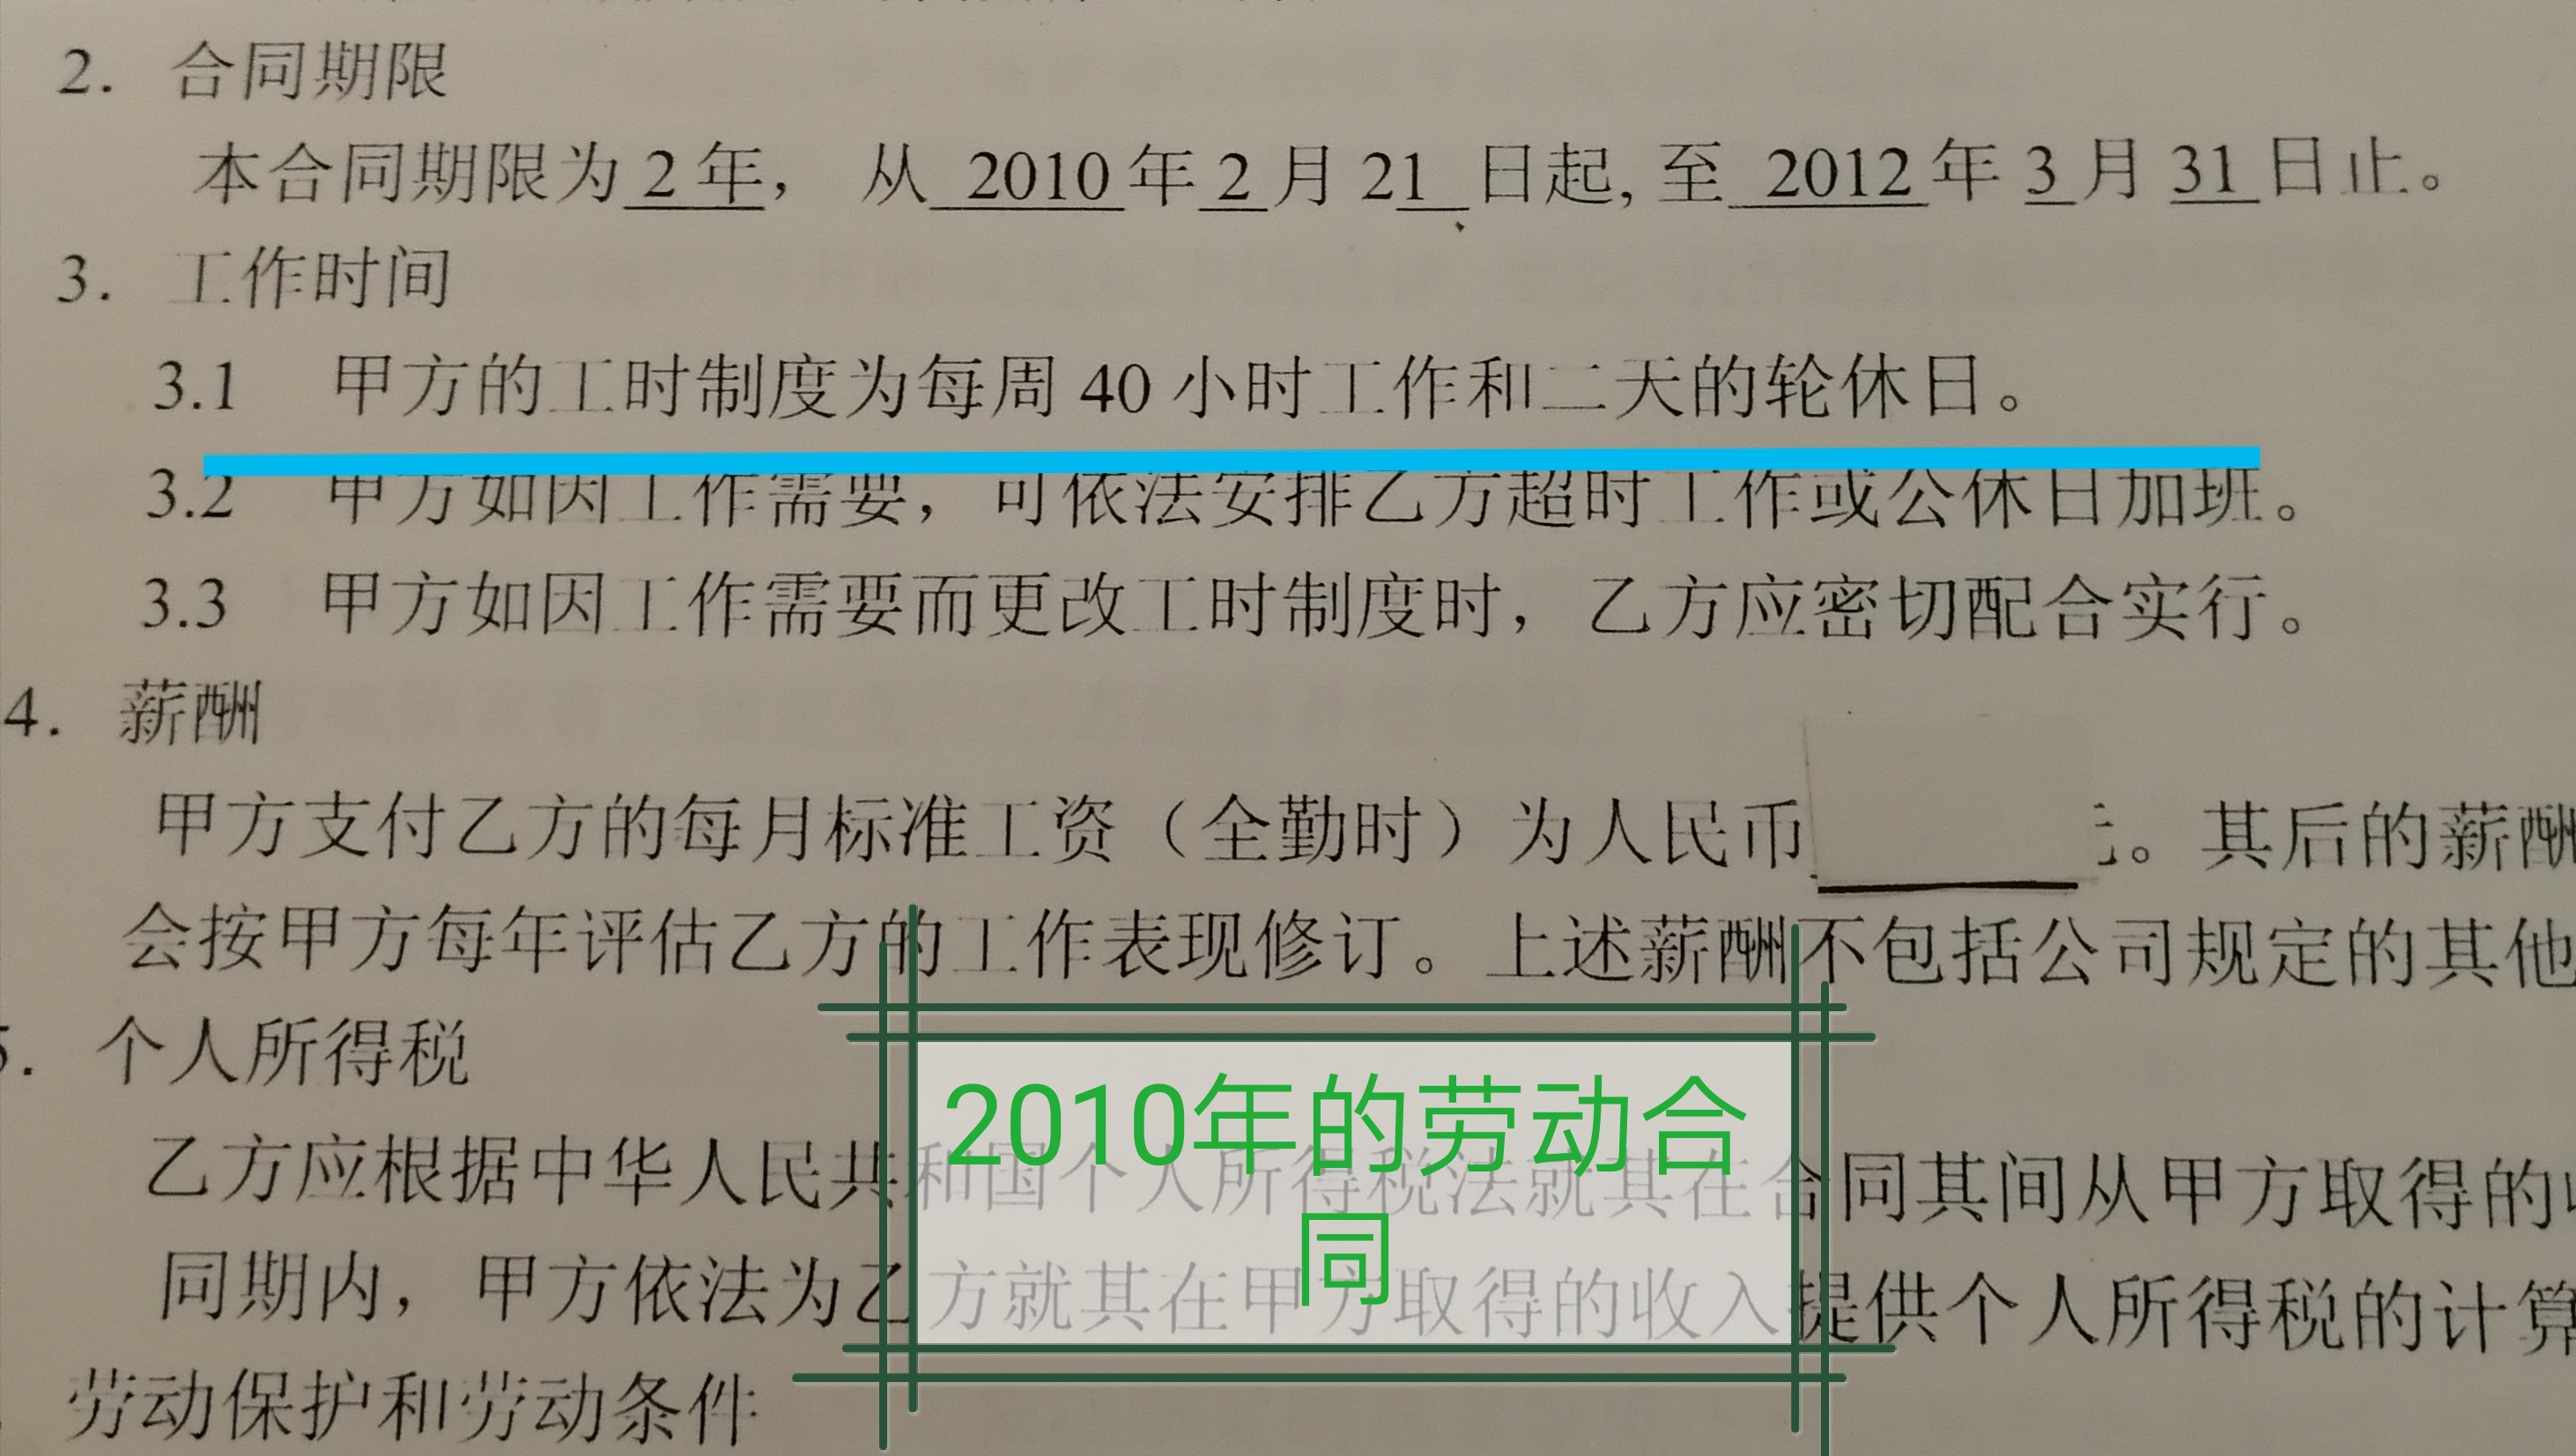 2. 合同期限
本合同期限为 2 年， 从 2010 年 2 月 21 日起, 至 2012 年 3 月 31 日止。
3. 工作时间
3.1 甲方的工时制度为每周 40 小时工作和二天的轮休日。
3.2 甲方如因工作需要，可依法安排乙方超时工作或公休日加班。
3.3 甲方如因工作需要而更改工时制度时，乙方应密切配合实行。
4. 薪酬
甲方支付乙方的每月标准工资（全勤时）为人民币 。其后的薪酬
会按甲方每年评估乙方的工作表现修订。上述薪酬不包括公司规定的其他
5. 个人所得税
乙方应根据中华人民共和国个人所得税法就其在合同其间从甲方取得的
同期内，甲方依法为乙方就其在甲方取得的收入提供个人所得税的计算
劳动保护和劳动条件
2010年的劳动合
同